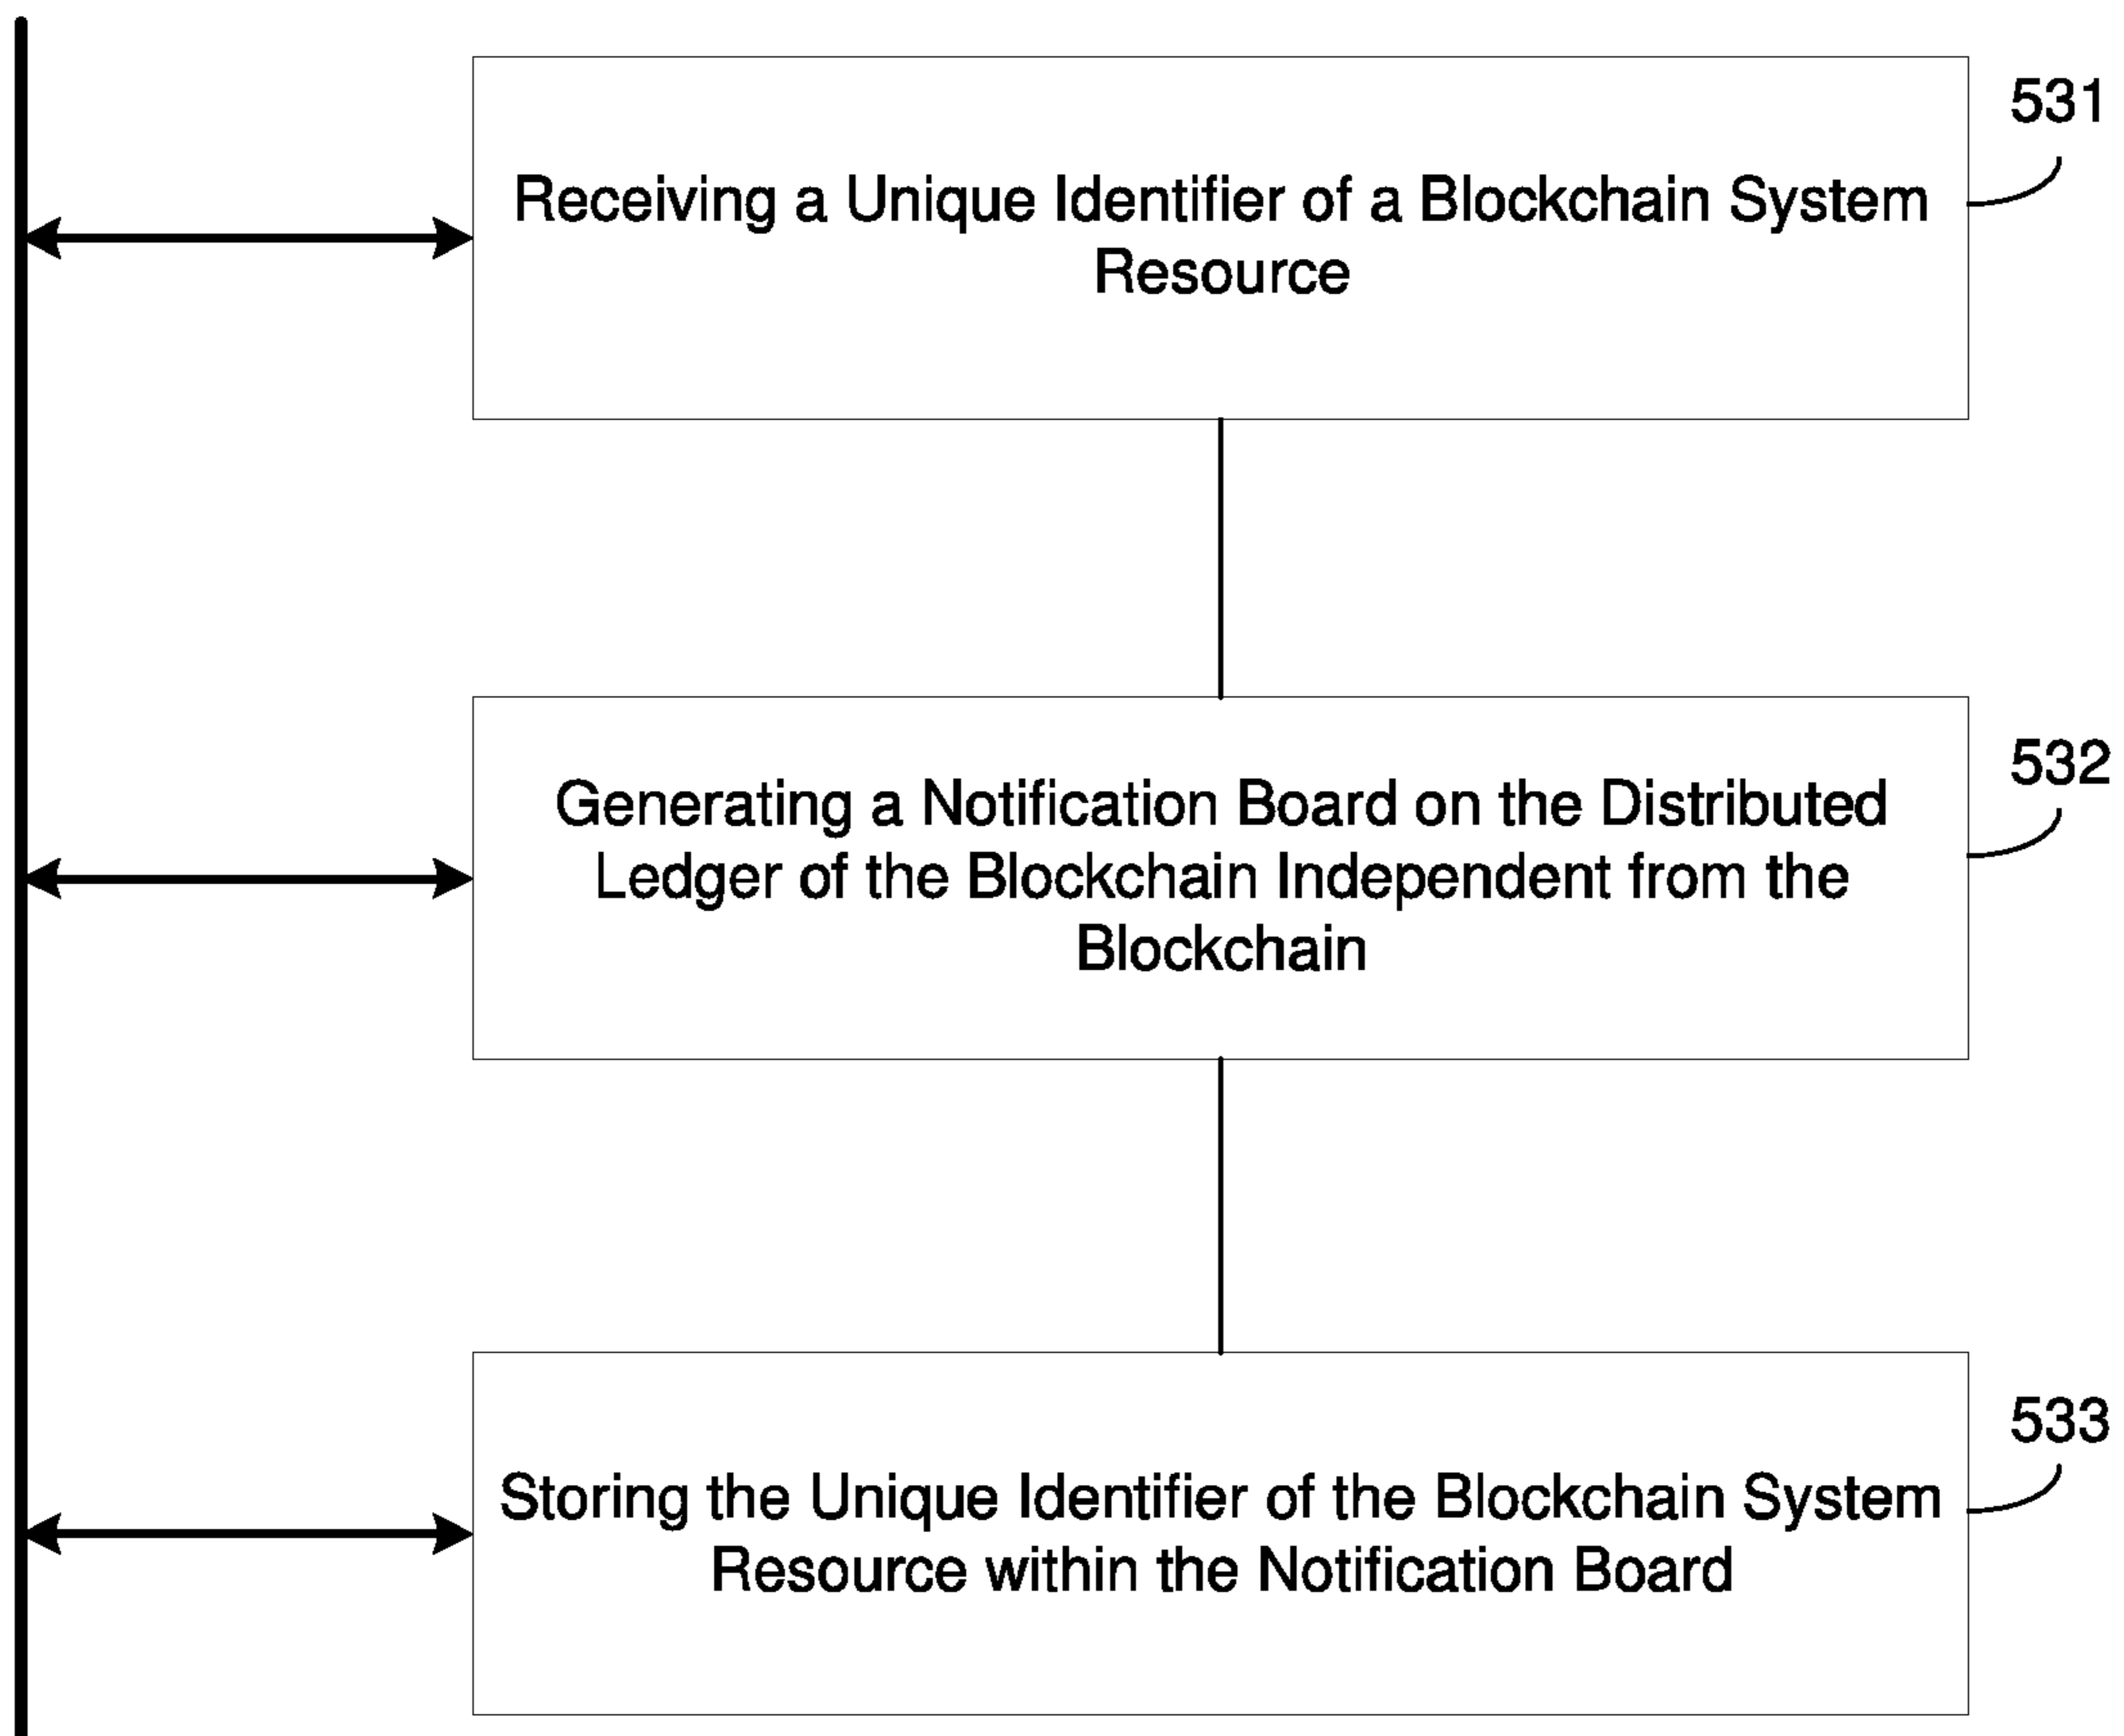 531
Receiving a Unique Identifier of a Blockchain System
Resource
532
Generating a Notification Board on the Distributed
Ledger of the Blockchain Independent from the
Blockchain
533
Storing the Unique Identifier of the Blockchain System
Resource within the Notification Board